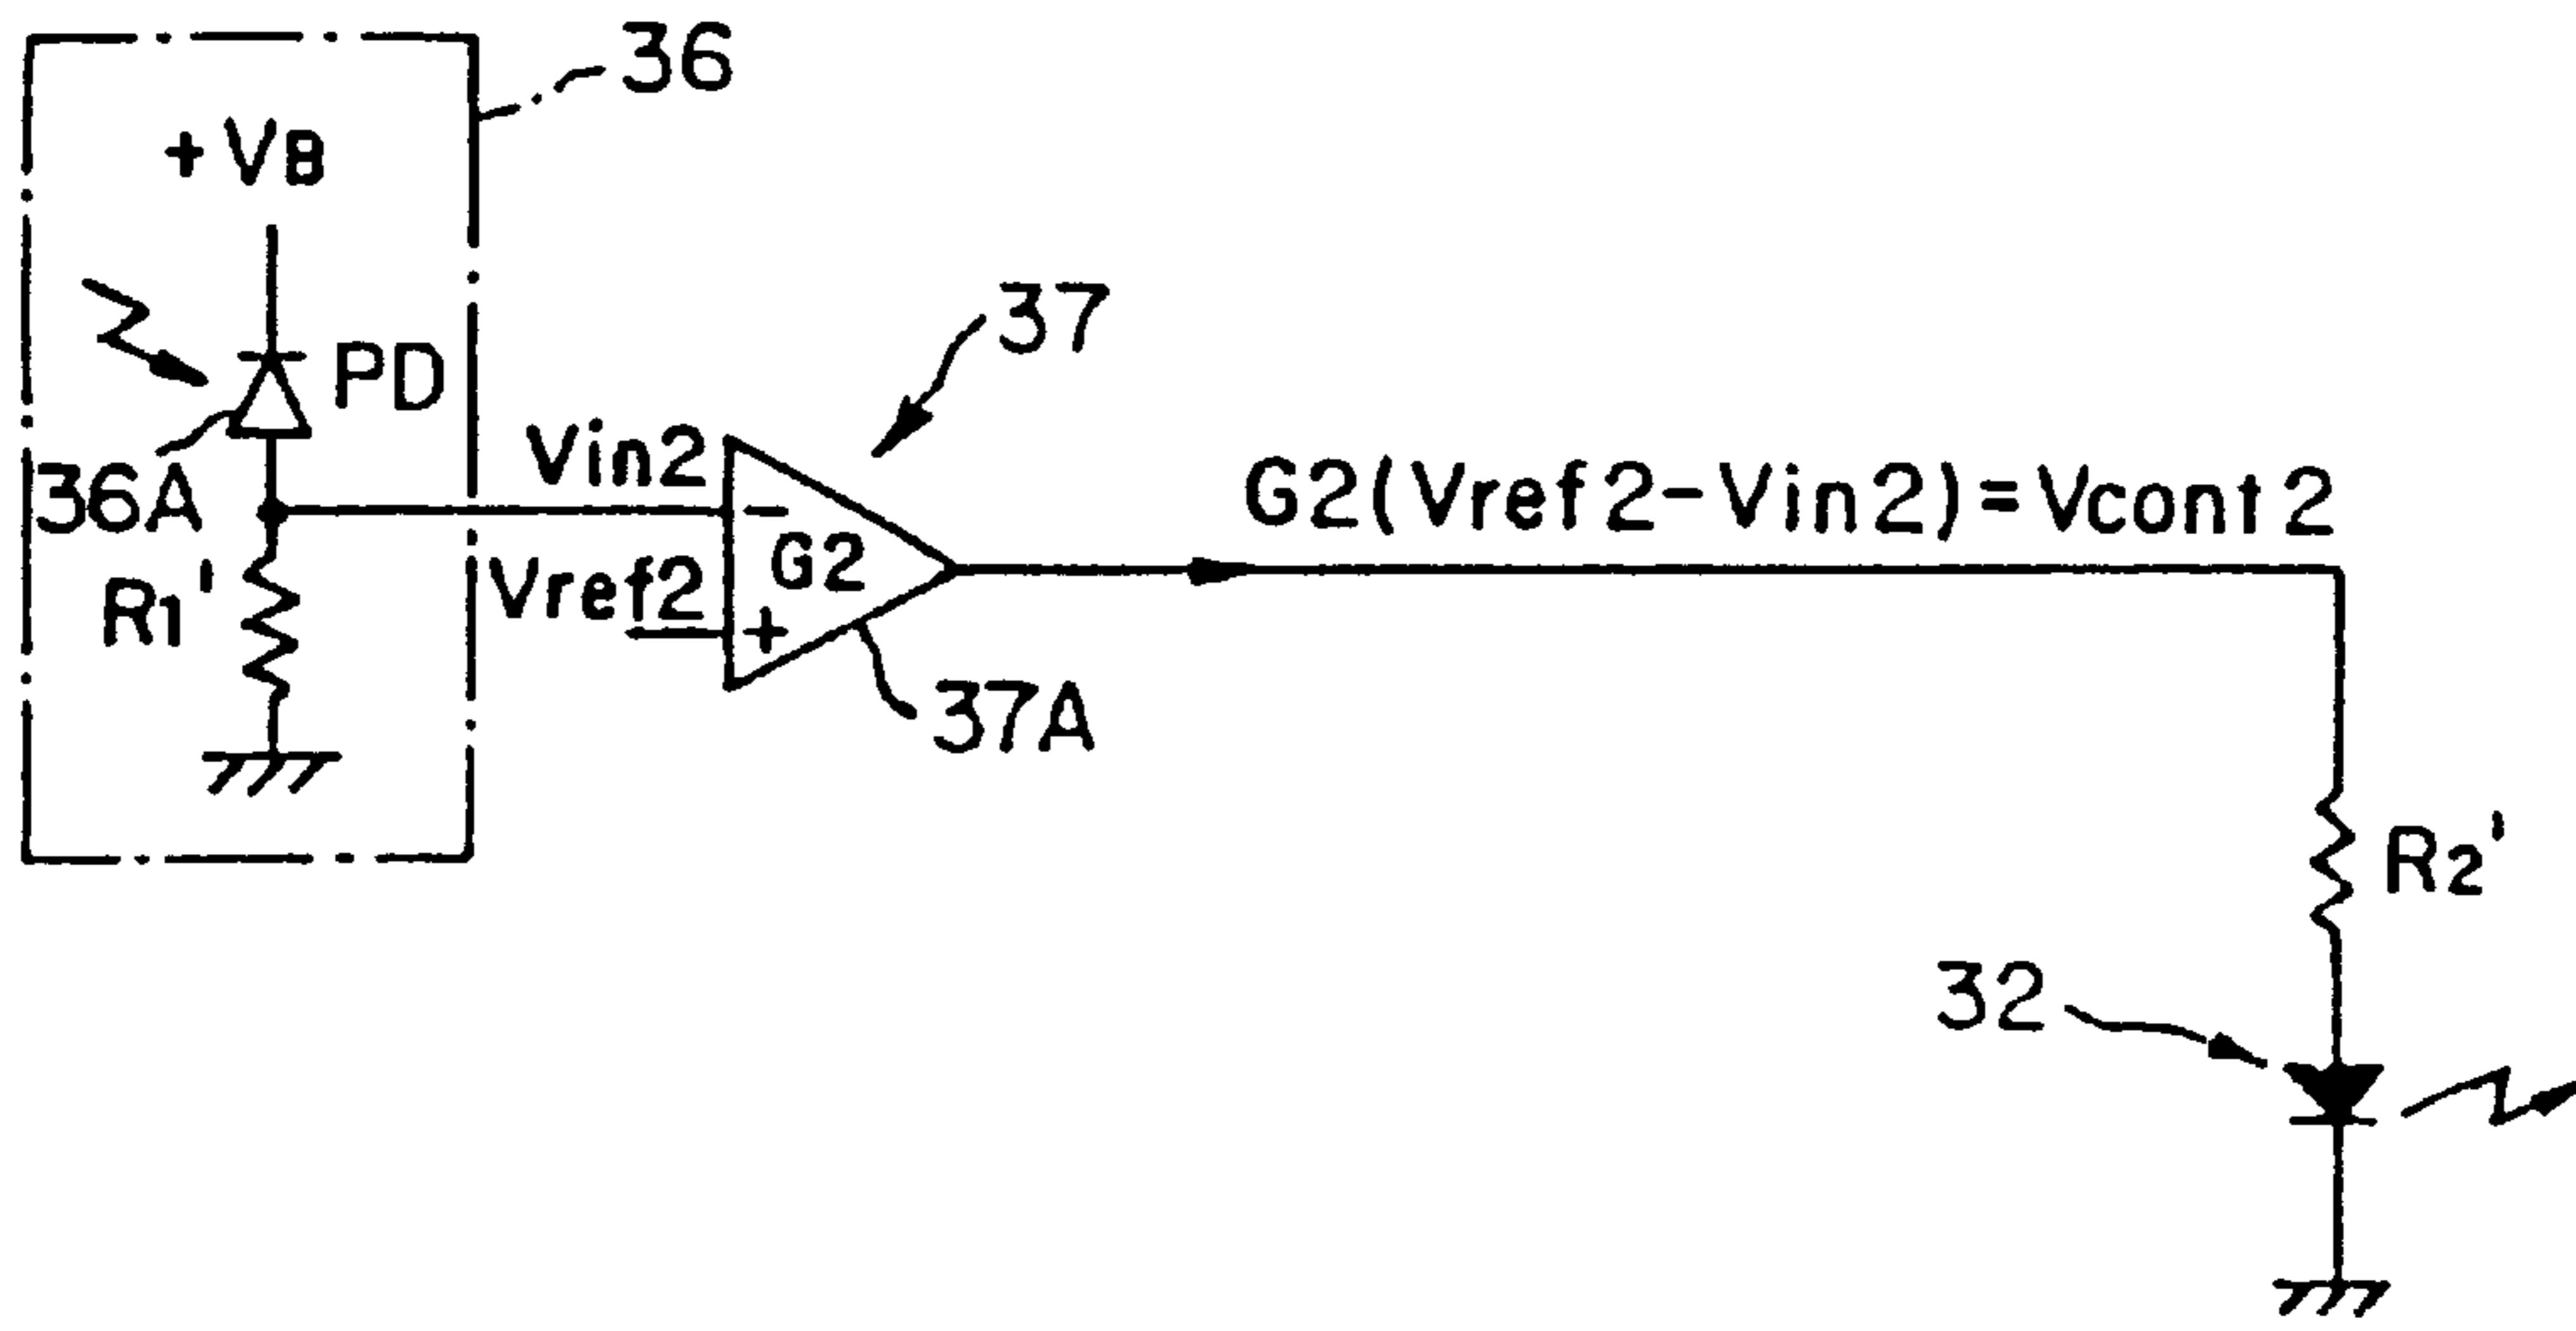 36
+VB
PD
36A
R1'
Vin2
Vref2
-
G2
+
37
37A
G2(Vref2-Vin2)=Vcont2
R2'
32